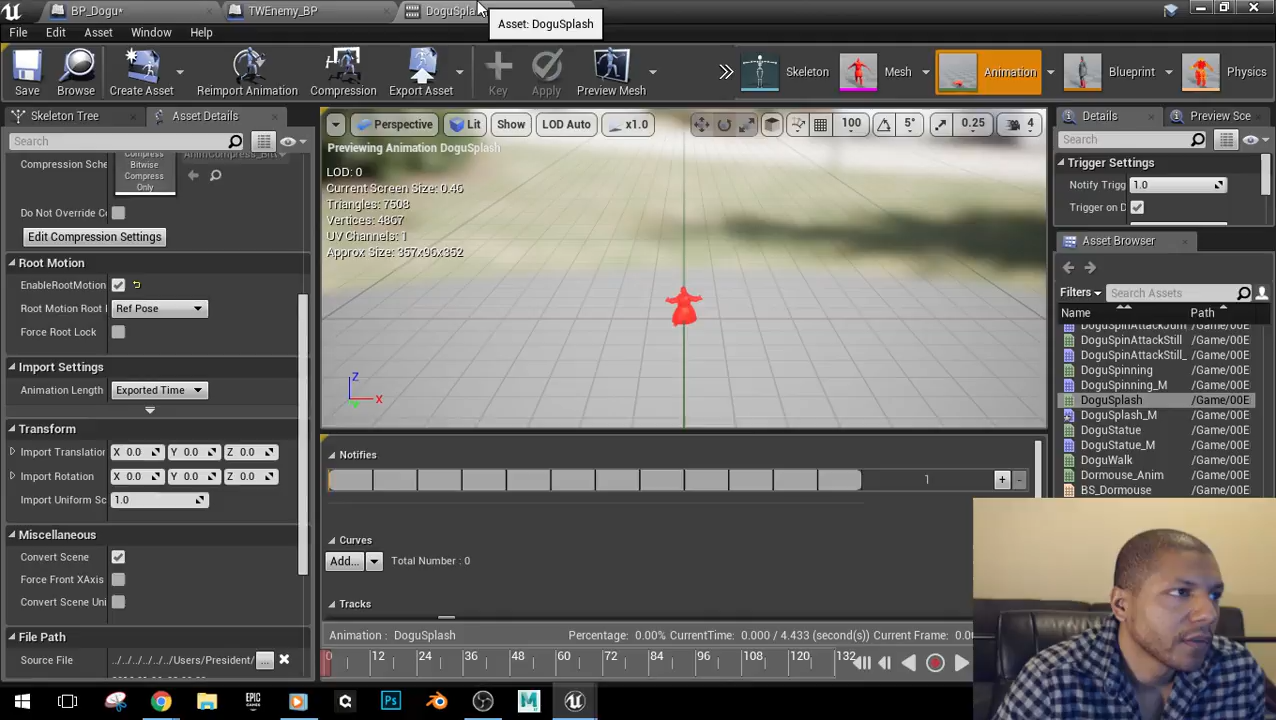 BP_Dogu*
TWEnemy_BP
DoguSpla
Asset: DoguSplash
File Edit Asset Window Help
Save
Browse
Create Asset
Reimport Animation
Compression
Export Asset
Key
Apply
Preview Mesh
Skeleton
Mesh
Animation
Blueprint
Physics
Skeleton Tree
Asset Details
Search
Compression Sche
Compress
Bitwise
Compress
Only
Do Not Override Co
Edit Compression Settings
Root Motion
EnableRootMotion
Root Motion Root L
Ref Pose
Force Root Lock
Import Settings
Animation Length
Exported Time
Transform
Import Translation
X 0.0 Y 0.0 Z 0.0
Import Rotation
X 0.0 Y 0.0 Z 0.0
Import Uniform Sc
1.0
Miscellaneous
Convert Scene
Force Front XAxis
Convert Scene Uni
File Path
Source File
../../../../../../Users/President/
...
Perspective
Lit
Show
LOD Auto
x1.0
100
5°
0.25
4
Previewing Animation DoguSplash
LOD: 0
Current Screen Size: 0.46
Triangles: 7508
Vertices: 4867
UV Channels: 1
Approx Size: 357x96x352
Z
X
Notifies
1
+
-
Curves
Add...
Total Number : 0
Tracks
Animation : DoguSplash
Percentage: 0.00% CurrentTime: 0.000 / 4.433 (second(s)) Current Frame: 0.00
0 12 24 36 48 60 72 84 96 108 120 132
Details
Preview Sce
Search
Trigger Settings
Notify Trigg
1.0
Trigger on D
Asset Browser
Filters
Search Assets
Name
Path
DoguSpinAttackJum
/Game/00E
DoguSpinAttackStill
/Game/00E
DoguSpinAttackStill_
/Game/00E
DoguSpinning
/Game/00E
DoguSpinning_M
/Game/00E
DoguSplash
/Game/00E
DoguSplash_M
/Game/00E
DoguStatue
/Game/00E
DoguStatue_M
/Game/00E
DoguWalk
/Game/00E
Dormouse_Anim
/Game/00E
BS_Dormouse
/Game/00E
EPIC
GAMES
Ps
M